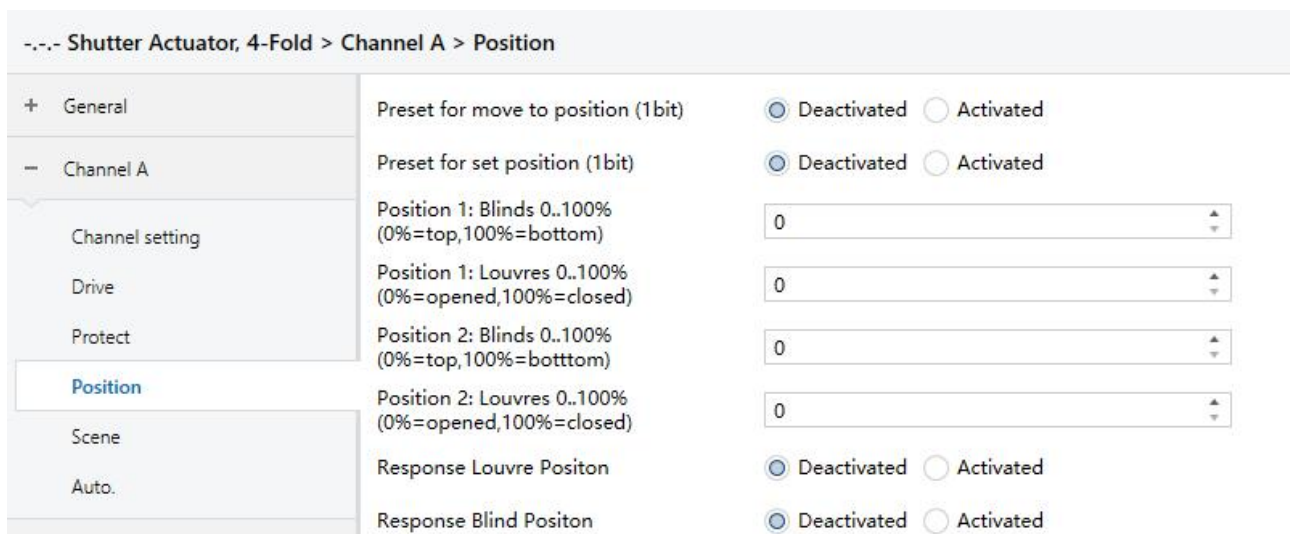 -.-.- Shutter Actuator, 4-Fold > Channel A > Position
+ General
− Channel A
Channel setting
Drive
Protect
Position
Scene
Auto.
Preset for move to position (1bit) Deactivated Activated
Preset for set position (1bit) Deactivated Activated
Position 1: Blinds 0..100%
(0%=top,100%=bottom)
0
Position 1: Louvres 0..100%
(0%=opened,100%=closed)
0
Position 2: Blinds 0..100%
(0%=top,100%=botttom)
0
Position 2: Louvres 0..100%
(0%=opened,100%=closed)
0
Response Louvre Positon Deactivated Activated
Response Blind Positon Deactivated Activated